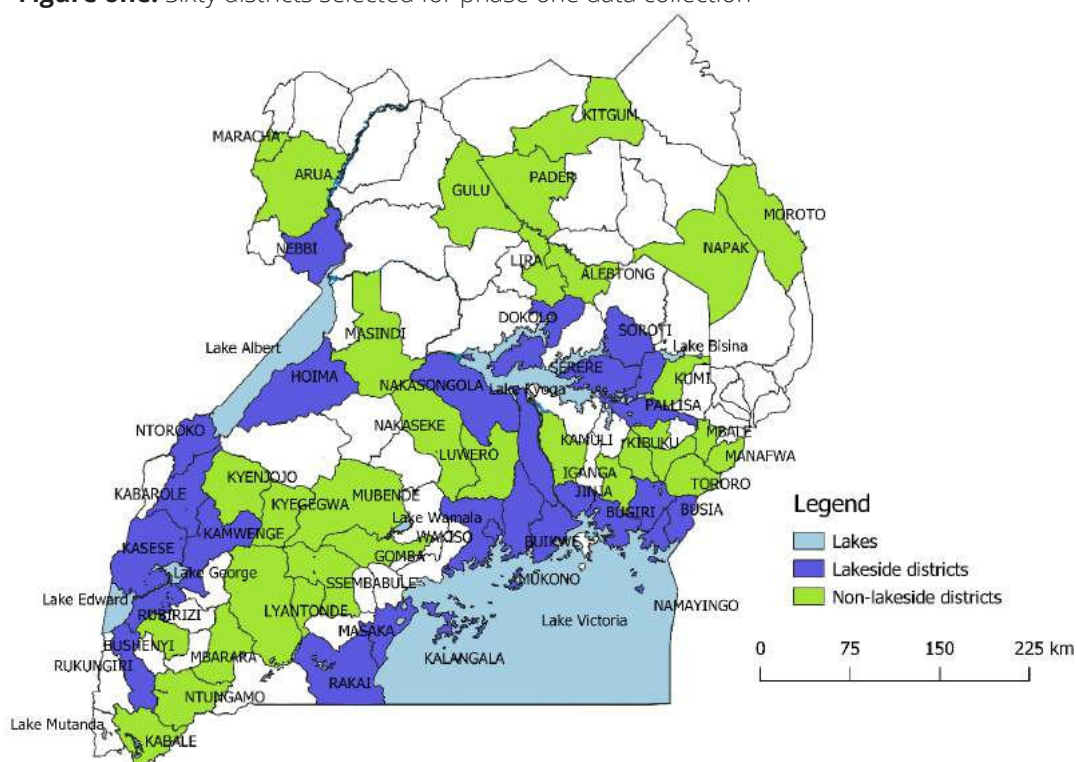 Figure one: Sixty districts selected for phase one data collection
KITGUM
MARACHA
ARUA
PADER
GULU
MOROTO
NEBBI
NAPAK
LIRA
ALEBTONG
DOKOLO
SOROTI
MASINDI
Lake Albert
Lake Bisina
SERERE
HOIMA
KUMI
NAKASONGOLA
Lake Kyoga
PALLISA
NTOROKO
NAKASEKE
MBALE
KAMULI
KIBUKU
LUWERO
MANAFWA
KYENJOJO
IGANGA
TORORO
KABAROLE
KYEGEGWA
MUBENDE
JINJA
Legend
BUGIRI
BUSIA
Lake Wamala
KAMWENGE
WAKISO
BUIKWE
Lakes
KASESE
GOMBA
Lakeside districts
Lake George
SSEMBABULE
MUKONO
Non-lakeside districts
Lake Edward
RUBIRIZI
LYANTONDE
NAMAYINGO
Lake Victoria
MASAKA
BUSHENYI
MBARARA
KALANGALA
0 75 150 225 km
RUKUNGIRI
RAKAI
NTUNGAMO
Lake Mutanda
KABALE